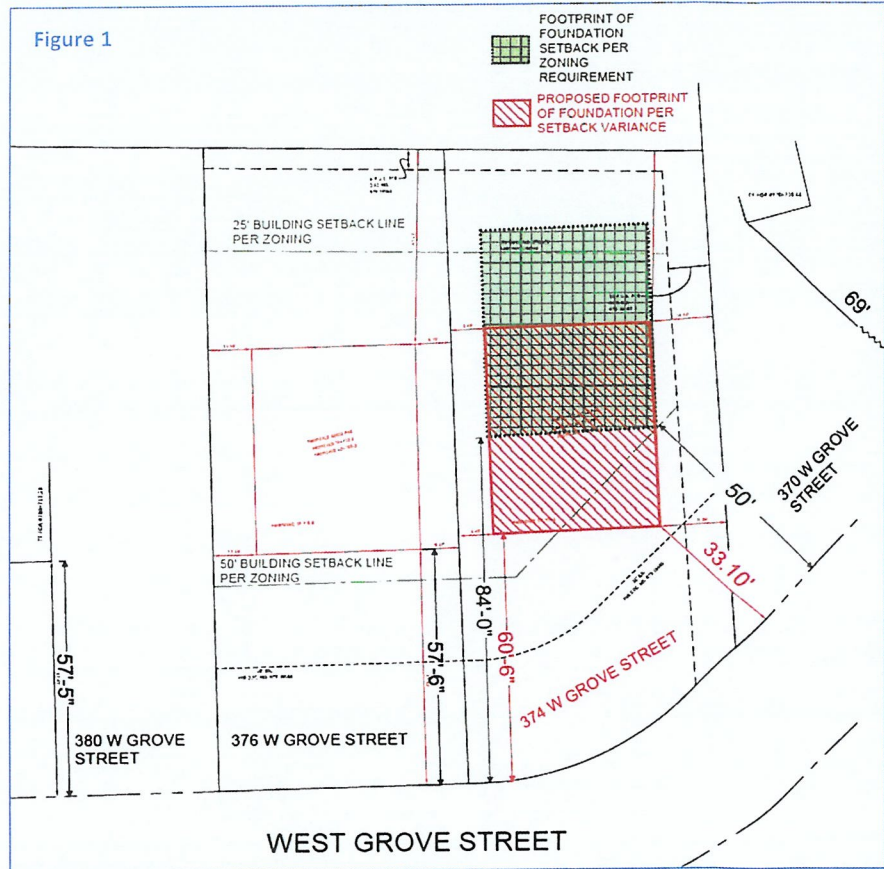 Figure 1
FOOTPRINT OF
FOUNDATION
SETBACK PER
ZONING
REQUIREMENT
PROPOSED FOOTPRINT
OF FOUNDATION PER
SETBACK VARIANCE
25' BUILDING SETBACK LINE
PER ZONING
69'
370 W GROVE
STREET
50'
33.10'
50' BUILDING SETBACK LINE
PER ZONING
84'-0"
60'-6"
57'-6"
57'-5"
374 W GROVE STREET
380 W GROVE
STREET
376 W GROVE STREET
WEST GROVE STREET